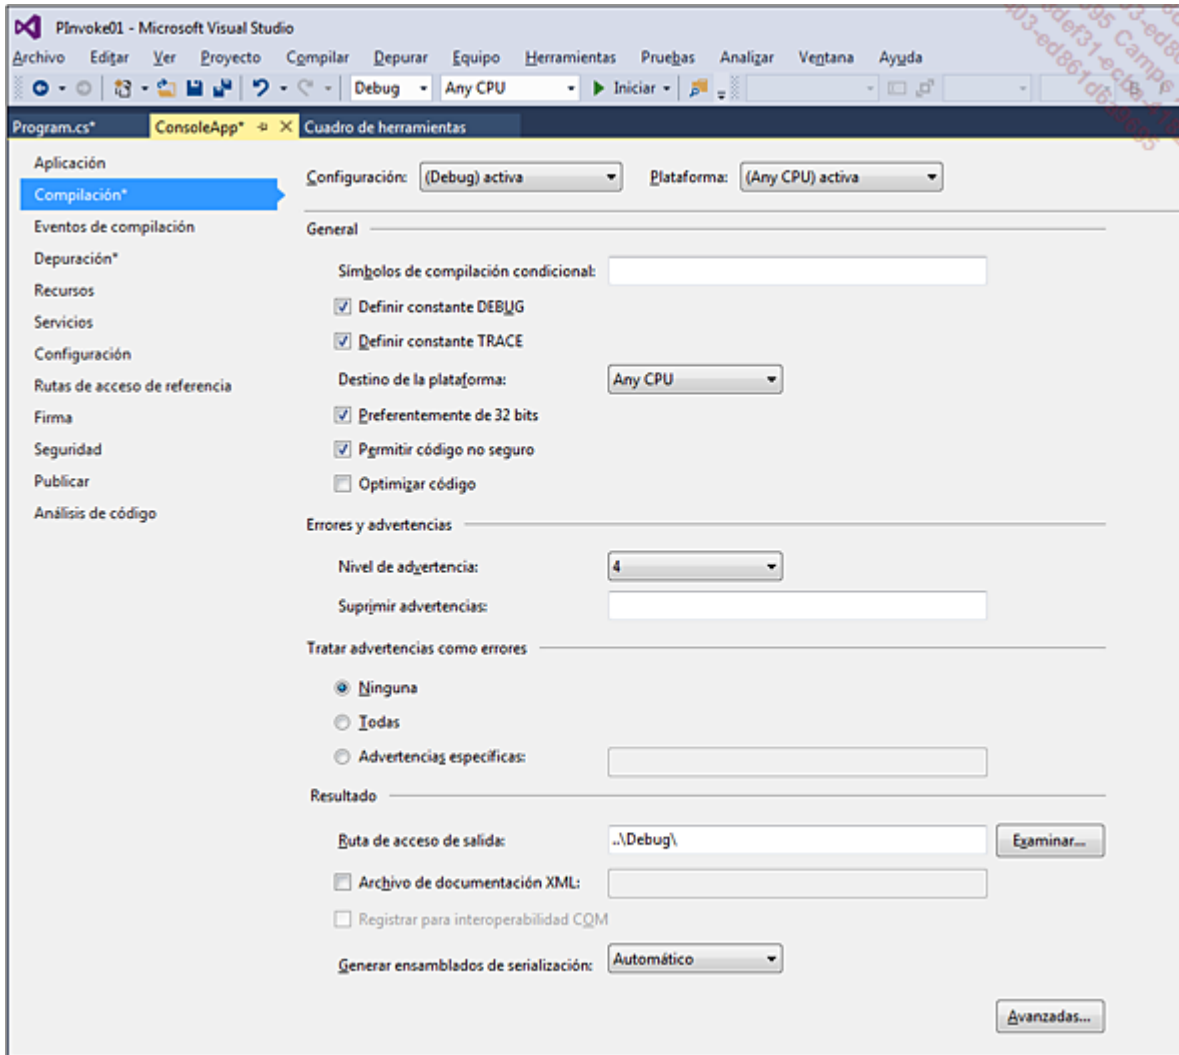 PInvoke01 - Microsoft Visual Studio
Archivo Editar Ver Proyecto Compilar Depurar Equipo Herramientas Pruebas Analizar Ventana Ayuda
Debug Any CPU Iniciar
Program.cs* ConsoleApp* Cuadro de herramientas
Aplicación
Compilación*
Eventos de compilación
Depuración*
Recursos
Servicios
Configuración
Rutas de acceso de referencia
Firma
Seguridad
Publicar
Análisis de código
Configuración: (Debug) activa Plataforma: (Any CPU) activa
General
Símbolos de compilación condicional:
Definir constante DEBUG
Definir constante TRACE
Destino de la plataforma: Any CPU
Preferentemente de 32 bits
Permitir código no seguro
Optimizar código
Errores y advertencias
Nivel de advertencia: 4
Suprimir advertencias:
Tratar advertencias como errores
Ninguna
Todas
Advertencias específicas:
Resultado
Ruta de acceso de salida: ..\Debug\ Examinar...
Archivo de documentación XML:
Registrar para interoperabilidad COM
Generar ensamblados de serialización: Automático
Avanzadas...